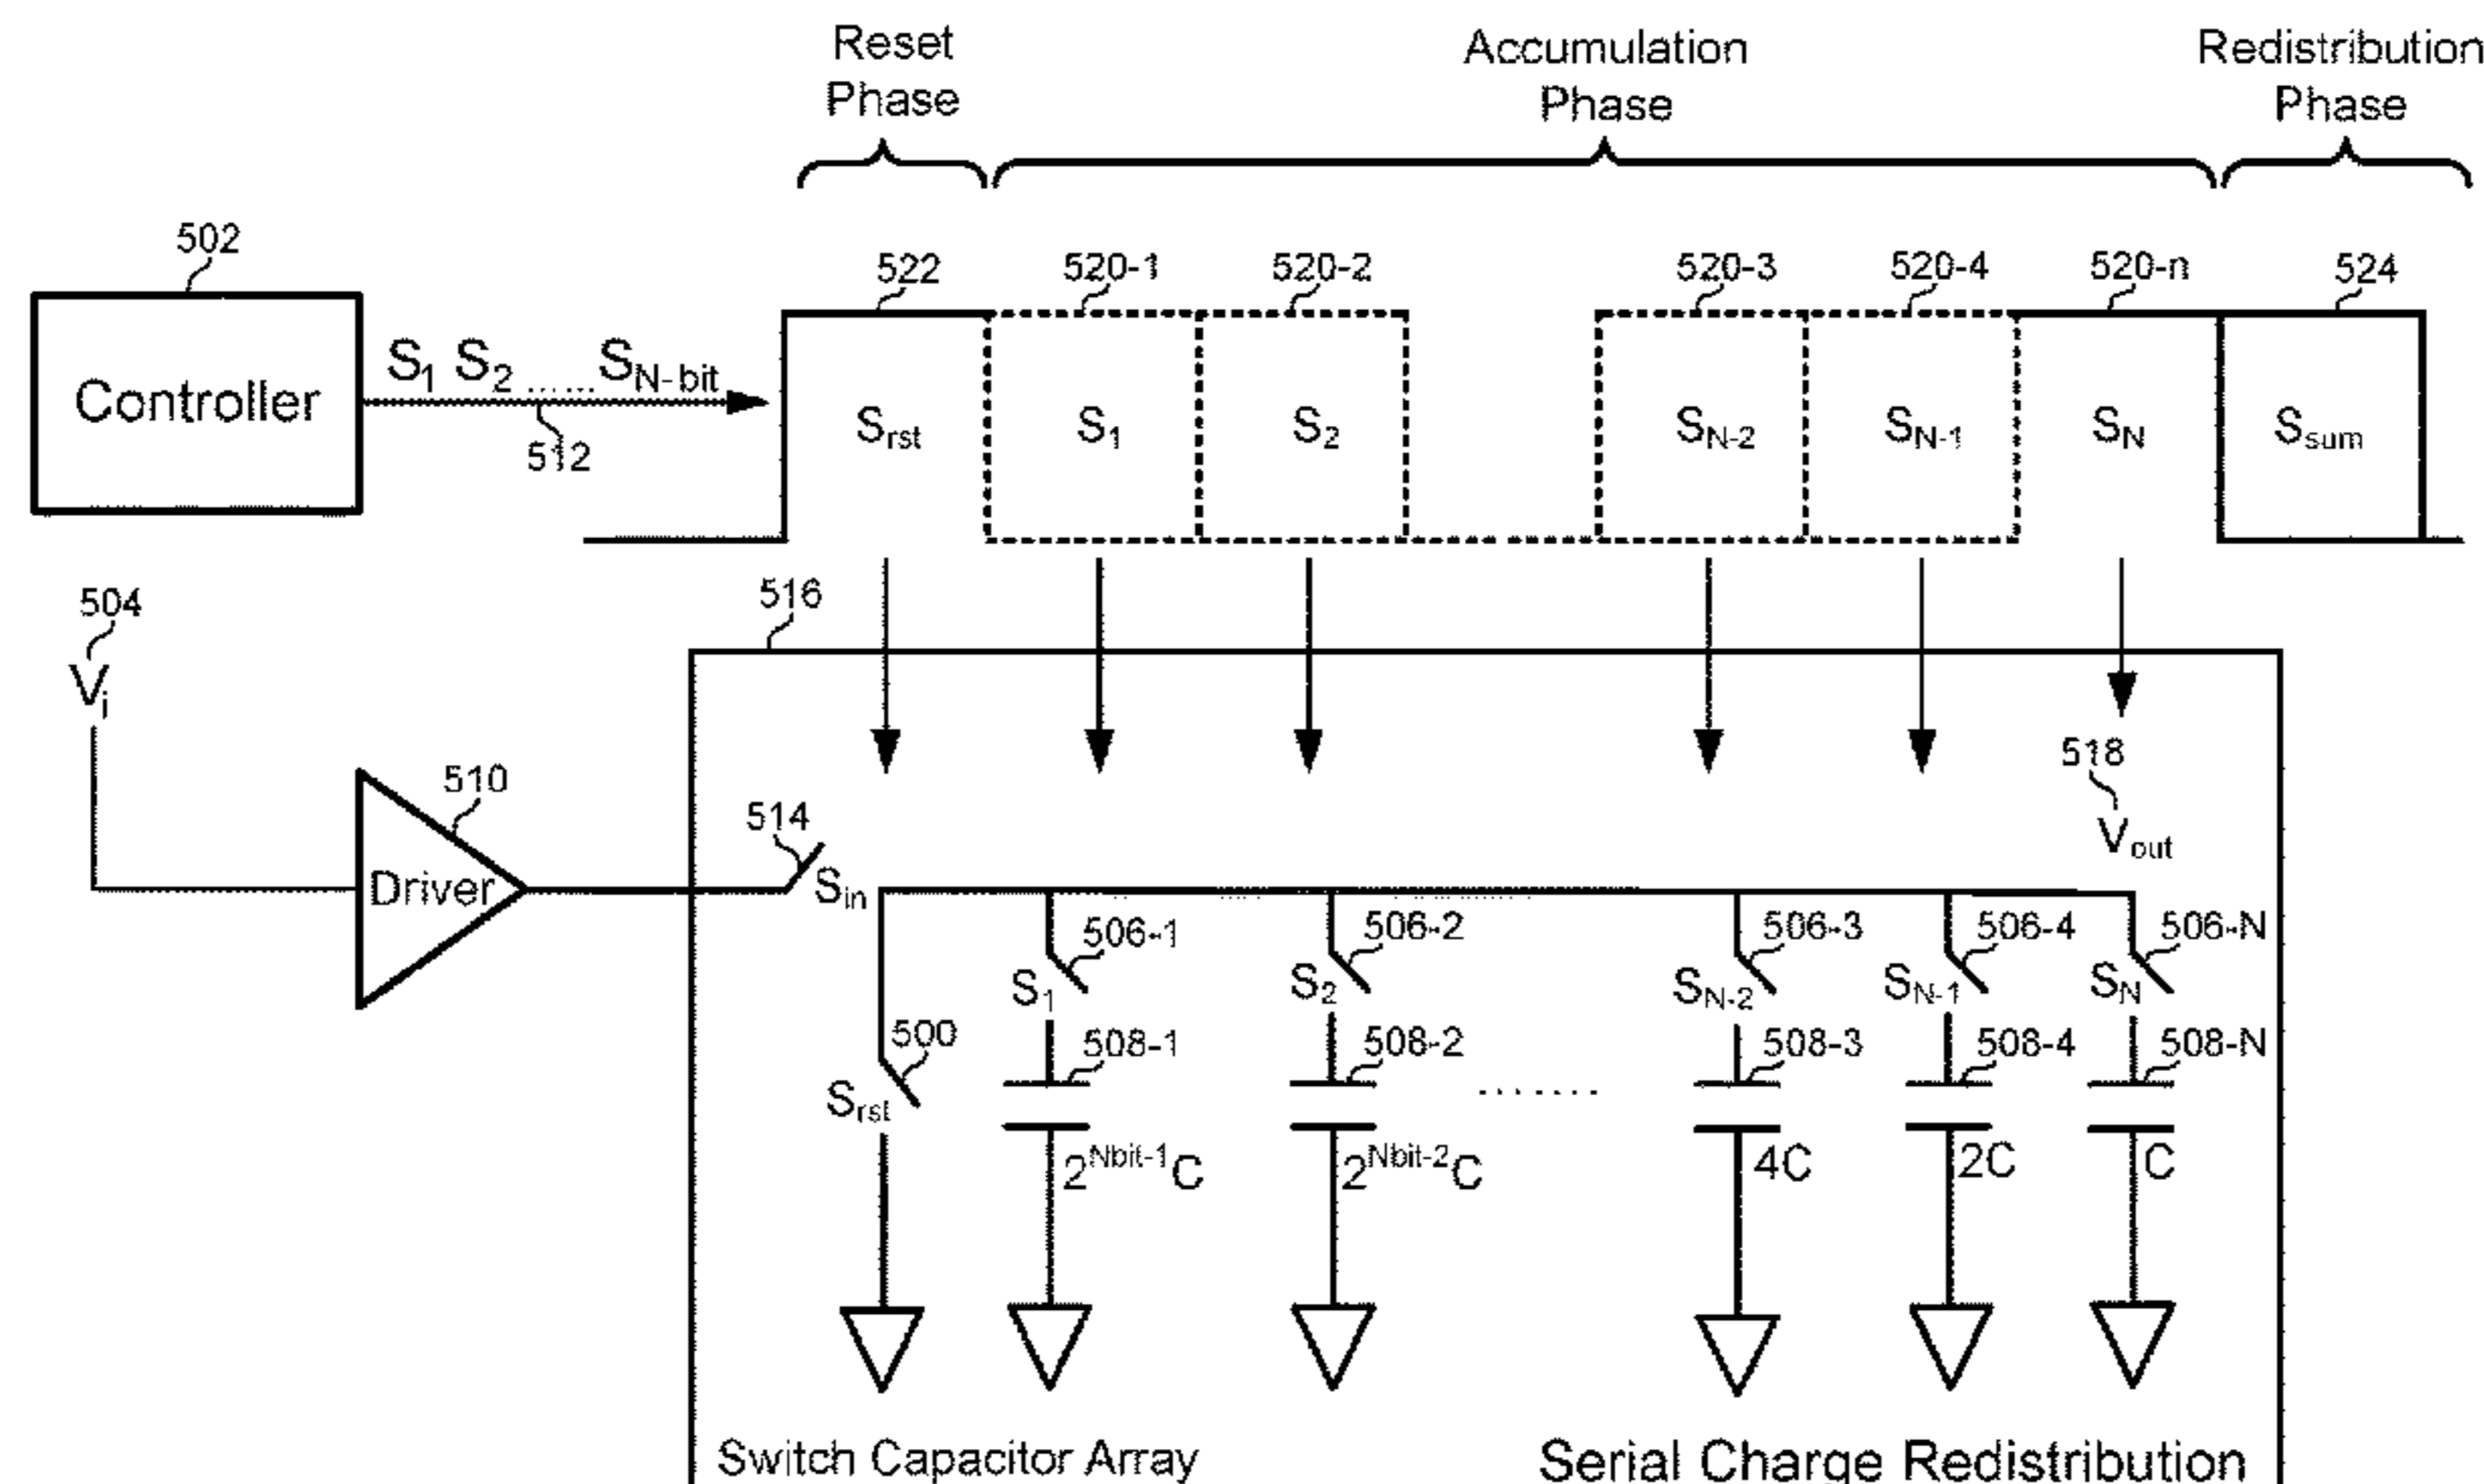 Reset
Phase
Accumulation
Phase
Redistribution
Phase
502
522
520-1
520-2
520-3
520-4
520-n
524
Controller
S1 S2 ...... SN-bit
512
Srst
S1
S2
SN-2
SN-1
SN
Ssum
504
Vi
516
510
Driver
514
Sin
518
Vout
506-1
506-2
506-3
506-4
506-N
S1
S2
SN-2
SN-1
SN
500
Srst
508-1
508-2
508-3
508-4
508-N
2^Nbit-1C
2^Nbit-2C
.......
4C
2C
C
Switch Capacitor Array
Serial Charge Redistribution